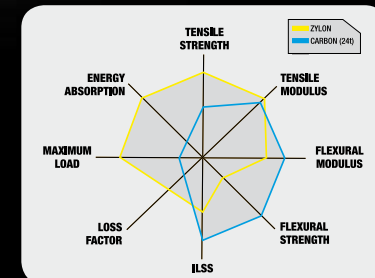 ZYLON
CARBON (24t)
TENSILE
STRENGTH
ENERGY
ABSORPTION
TENSILE
MODULUS
MAXIMUM
LOAD
FLEXURAL
MODULUS
LOSS
FACTOR
FLEXURAL
STRENGTH
ILSS